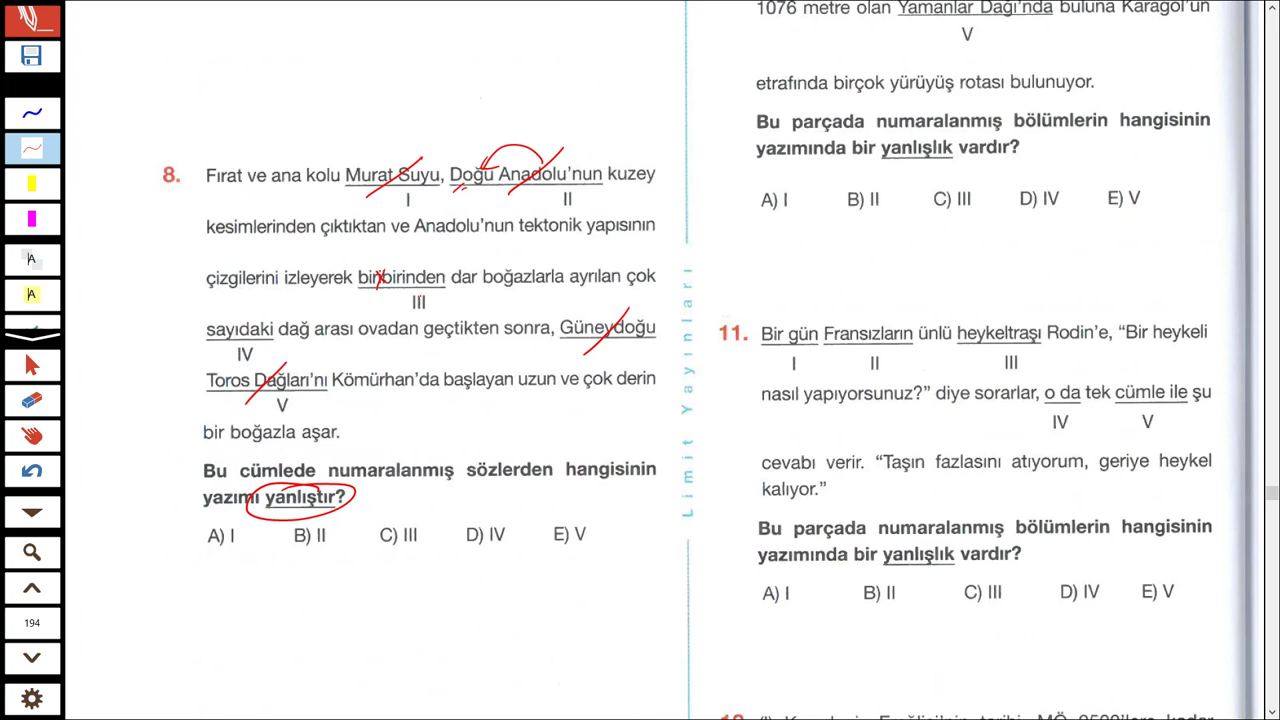 8. Fırat ve ana kolu Murat Suyu, Doğu Anadolu'nun kuzey
I II
kesimlerinden çıktıktan ve Anadolu'nun tektonik yapısının
çizgilerini izleyerek birbirinden dar boğazlarla ayrılan çok
III
sayıdaki dağ arası ovadan geçtikten sonra, Güneydoğu
IV
Toros Dağları'nı Kömürhan'da başlayan uzun ve çok derin
V
bir boğazla aşar.
Bu cümlede numaralanmış sözlerden hangisinin
yazımı yanlıştır?
A) I B) II C) III D) IV E) V
Limit Yayınları
1076 metre olan Yamanlar Dağı'nda buluna Karagöl'ün
V
etrafında birçok yürüyüş rotası bulunuyor.
Bu parçada numaralanmış bölümlerin hangisinin
yazımında bir yanlışlık vardır?
A) I B) II C) III D) IV E) V
11. Bir gün Fransızların ünlü heykeltraşı Rodin'e, "Bir heykeli
I II III
nasıl yapıyorsunuz?" diye sorarlar, o da tek cümle ile şu
IV V
cevabı verir. "Taşın fazlasını atıyorum, geriye heykel
kalıyor."
Bu parçada numaralanmış bölümlerin hangisinin
yazımında bir yanlışlık vardır?
A) I B) II C) III D) IV E) V
A
A
194